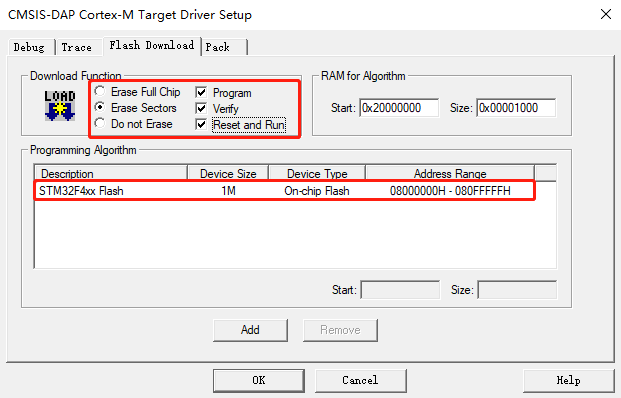 CMSIS-DAP Cortex-M Target Driver Setup
Debug Trace Flash Download Pack
Download Function
LOAD
Erase Full Chip
Erase Sectors
Do not Erase
Program
Verify
Reset and Run
RAM for Algorithm
Start: 0x20000000 Size: 0x00001000
Programming Algorithm
Description Device Size Device Type Address Range
STM32F4xx Flash 1M On-chip Flash 08000000H - 080FFFFFH
Start: Size:
Add Remove
OK Cancel Help